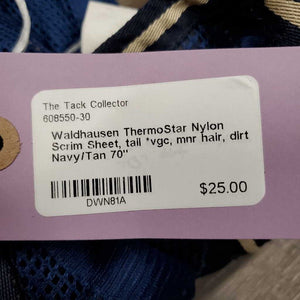 The Tack Collector
608550-30
Waldhausen ThermoStar Nylon
Scrim Sheet, tail *vgc, mnr hair, dirt
Navy/Tan 70"
DWN81A
$25.00